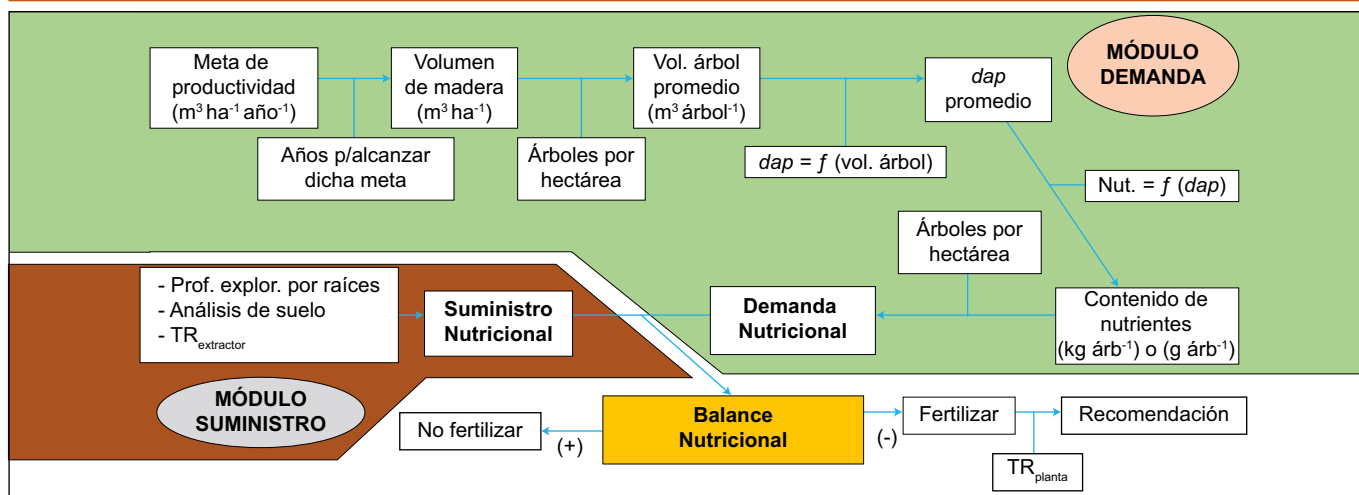 Meta de
productividad
(m³ ha⁻¹ año⁻¹)
Volumen
de madera
(m³ ha⁻¹)
Vol. árbol
promedio
(m³ árbol⁻¹)
dap
promedio
MÓDULO
DEMANDA
Años p/alcanzar
dicha meta
Árboles por
hectárea
dap = f (vol. árbol)
Nut. = f (dap)
Árboles por
hectárea
- Prof. explor. por raíces
- Análisis de suelo
- TRextractor
Suministro
Nutricional
Demanda
Nutricional
Contenido de
nutrientes
(kg árb⁻¹) o (g árb⁻¹)
MÓDULO
SUMINISTRO
No fertilizar
(+)
Balance
Nutricional
(-)
Fertilizar
Recomendación
TRplanta